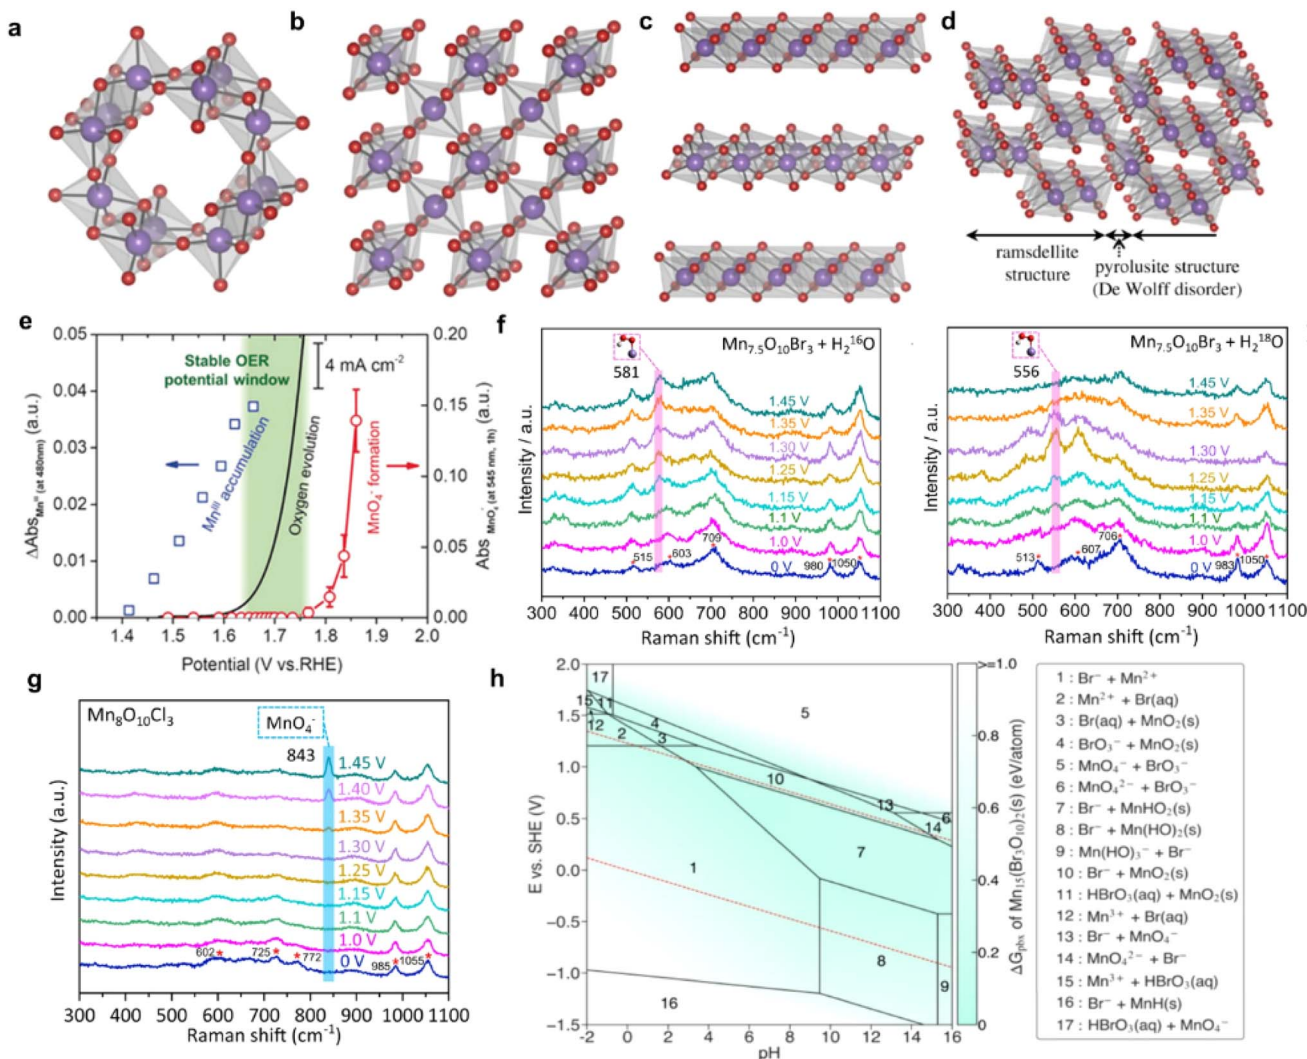 a
b
c
d
ramsdellite
structure
pyrolusite structure
(De Wolff disorder)
e
0.05
0.04
0.03
0.02
0.01
0.00
ΔAbs Mn^III (at 480nm) (a.u.)
Stable OER
potential window
4 mA cm⁻²
Mn^III accumulation
Oxygen evolution
MnO₄⁻ formation
0.20
0.15
0.10
0.05
0.00
Abs MnO₄⁻ (at 545 nm, 1h) (a.u.)
1.4 1.5 1.6 1.7 1.8 1.9 2.0
Potential (V vs.RHE)
f
Mn₇.₅O₁₀Br₃ + H₂¹⁶O
581
1.45 V
1.35 V
1.30 V
1.25 V
1.15 V
1.1 V
1.0 V
0 V
515
603
709
980
1050
Intensity / a.u.
300 400 500 600 700 800 900 1000 1100
Raman shift (cm⁻¹)
Mn₇.₅O₁₀Br₃ + H₂¹⁸O
556
1.45 V
1.35 V
1.30 V
1.25 V
1.15 V
1.1 V
1.0 V
0 V
513
607
706
983
1050
Intensity / a.u.
300 400 500 600 700 800 900 1000 1100
Raman shift (cm⁻¹)
g
Mn₈O₁₀Cl₃
MnO₄⁻
843
1.45 V
1.40 V
1.35 V
1.30 V
1.25 V
1.15 V
1.1 V
1.0 V
0 V
602
725
772
985
1055
Intensity (a.u.)
300 400 500 600 700 800 900 1000 1100
Raman shift (cm⁻¹)
h
2.0
1.5
1.0
0.5
0.0
−0.5
−1.0
−1.5
E vs. SHE (V)
17
5
15
11
4
12
2
3
10
13
6
14
7
1
8
9
16
−2 0 2 4 6 8 10 12 14 16
pH
>=1.0
0.8
0.6
0.4
0.2
0
ΔG_pbx of Mn₁₅(Br₃O₁₀)₂(s) (eV/atom)
1 : Br⁻ + Mn²⁺
2 : Mn²⁺ + Br(aq)
3 : Br(aq) + MnO₂(s)
4 : BrO₃⁻ + MnO₂(s)
5 : MnO₄⁻ + BrO₃⁻
6 : MnO₄²⁻ + BrO₃⁻
7 : Br⁻ + MnHO₂(s)
8 : Br⁻ + Mn(HO)₂(s)
9 : Mn(HO)₃⁻ + Br⁻
10 : Br⁻ + MnO₂(s)
11 : HBrO₃(aq) + MnO₂(s)
12 : Mn³⁺ + Br(aq)
13 : Br⁻ + MnO₄⁻
14 : MnO₄²⁻ + Br⁻
15 : Mn³⁺ + HBrO₃(aq)
16 : Br⁻ + MnH(s)
17 : HBrO₃(aq) + MnO₄⁻